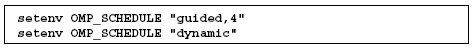 setenv OMP_SCHEDULE "guided,4"
setenv OMP_SCHEDULE "dynamic"